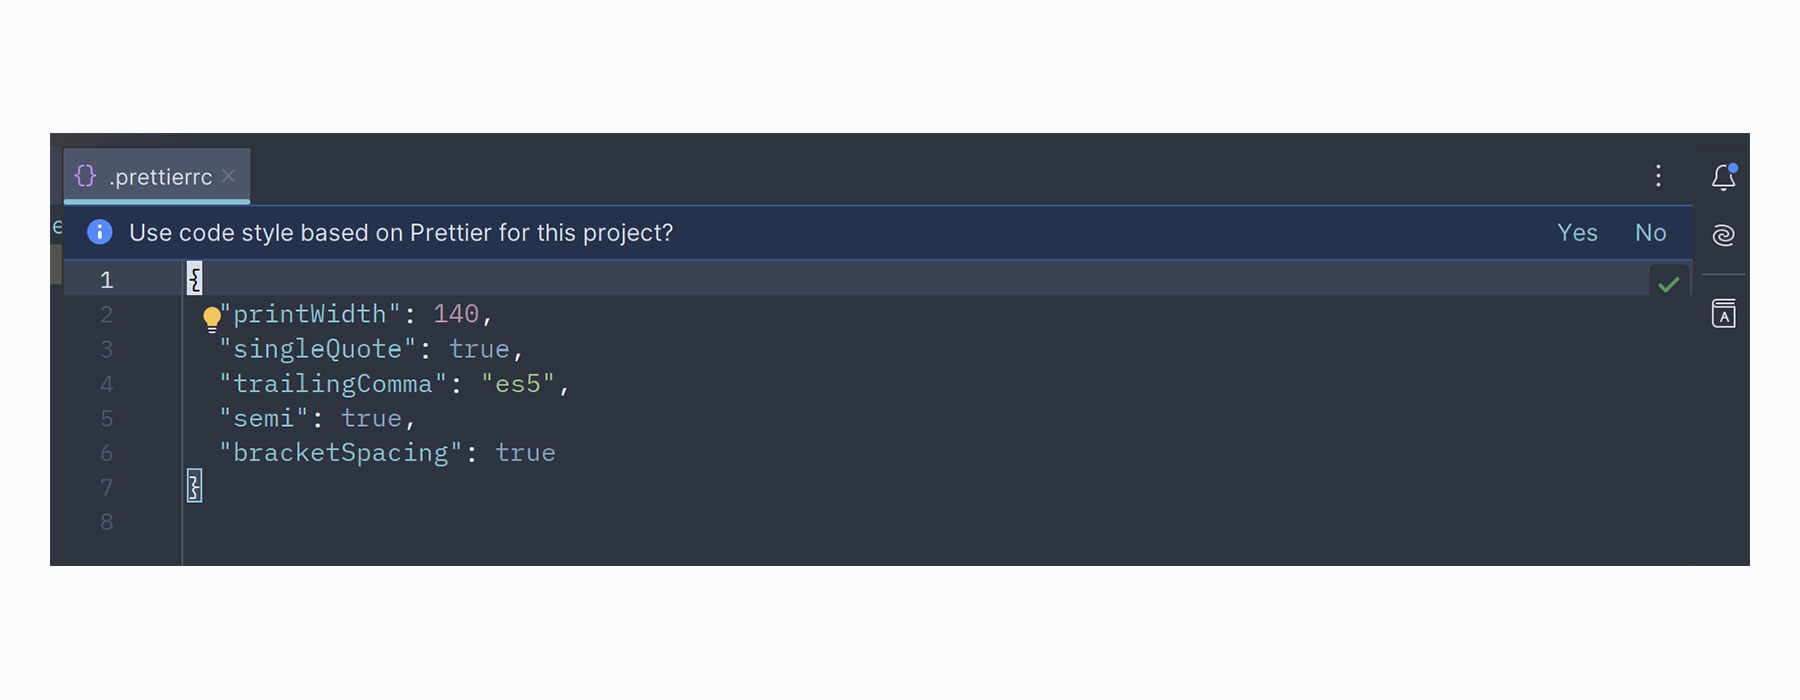 {} .prettierrc
Use code style based on Prettier for this project? Yes No
1 {
2 "printWidth": 140,
3 "singleQuote": true,
4 "trailingComma": "es5",
5 "semi": true,
6 "bracketSpacing": true
7 }
8
e
A